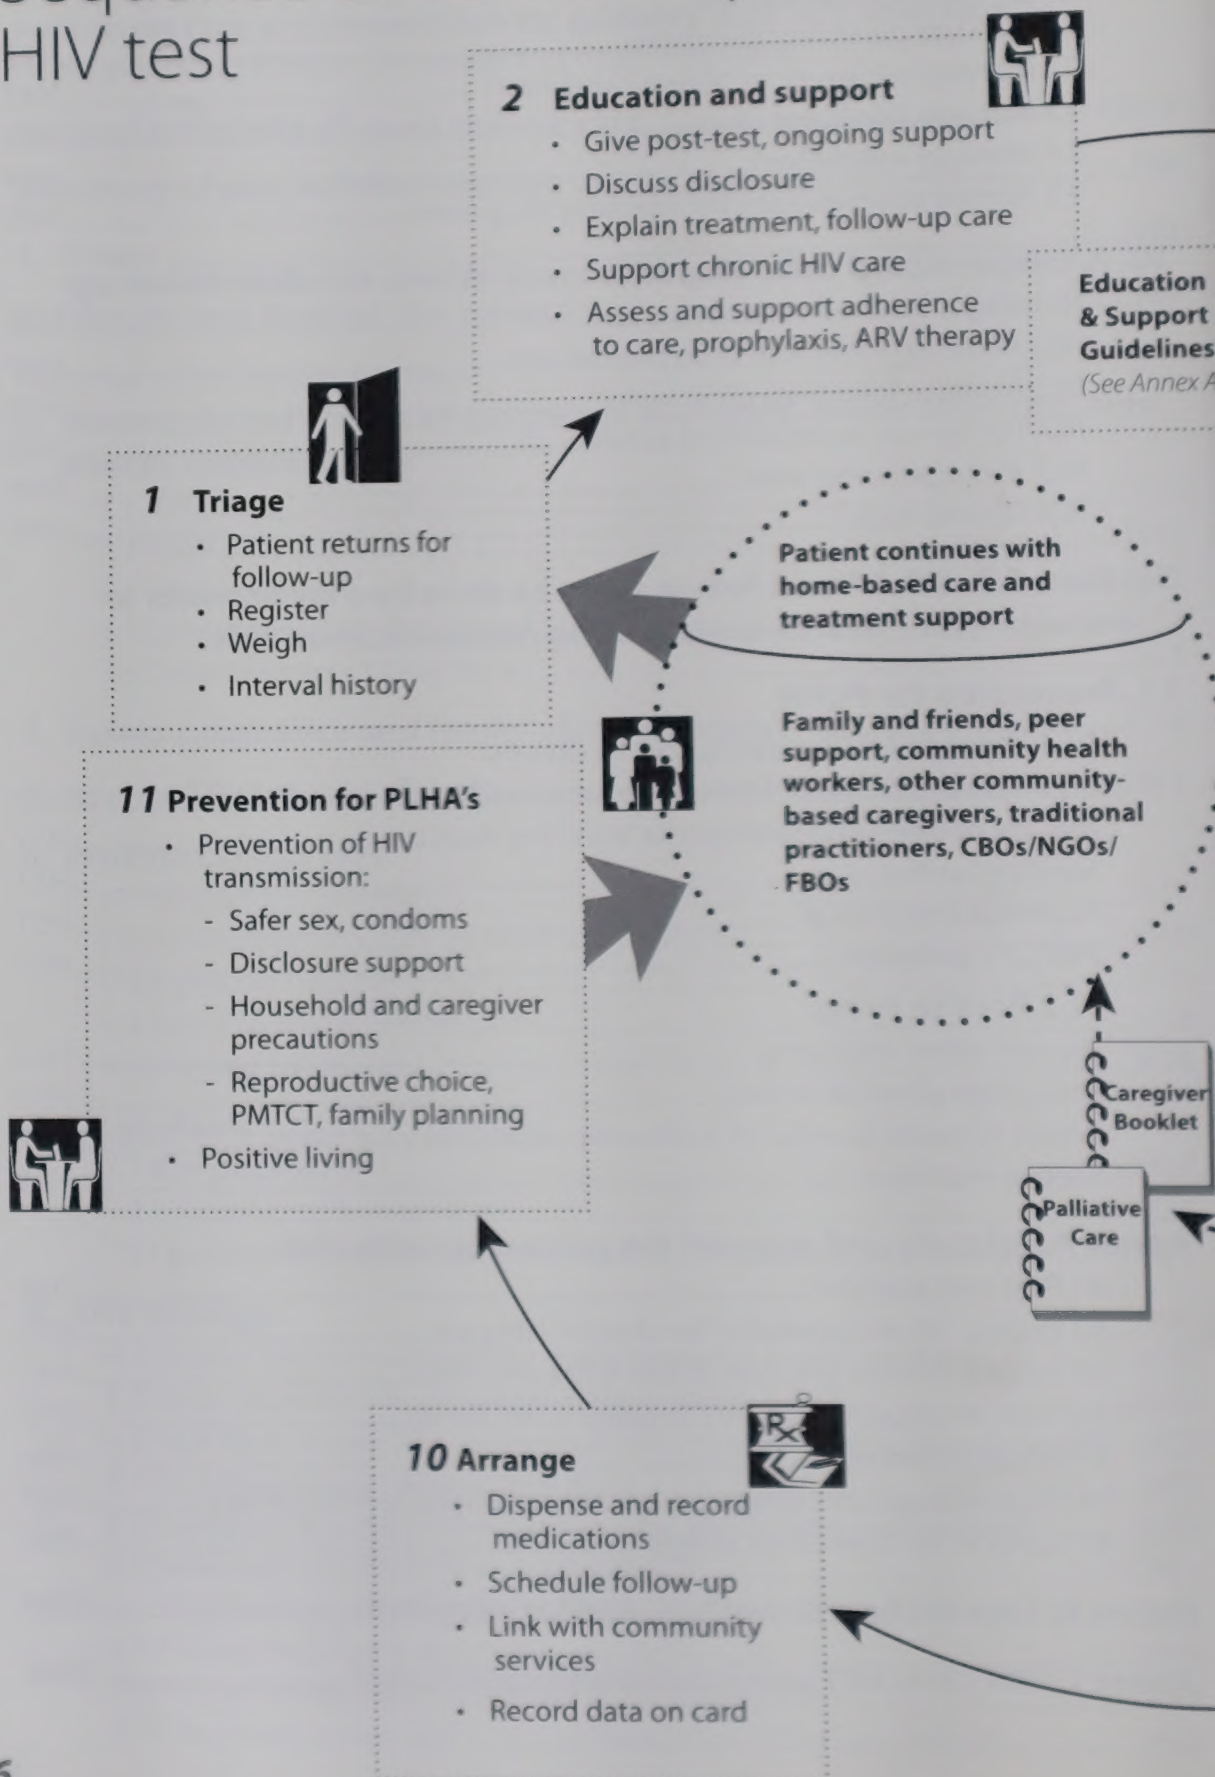 HIV test
2 Education and support
• Give post-test, ongoing support
• Discuss disclosure
• Explain treatment, follow-up care
• Support chronic HIV care
• Assess and support adherence
to care, prophylaxis, ARV therapy
Education
& Support
Guidelines
(See Annex A
1 Triage
• Patient returns for
follow-up
• Register
• Weigh
• Interval history
Patient continues with
home-based care and
treatment support
Family and friends, peer
support, community health
workers, other community-
based caregivers, traditional
practitioners, CBOs/NGOs/
FBOs
11 Prevention for PLHA's
• Prevention of HIV
transmission:
- Safer sex, condoms
- Disclosure support
- Household and caregiver
precautions
- Reproductive choice,
PMTCT, family planning
• Positive living
Caregiver
Booklet
Palliative
Care
Rx
10 Arrange
• Dispense and record
medications
• Schedule follow-up
• Link with community
services
• Record data on card